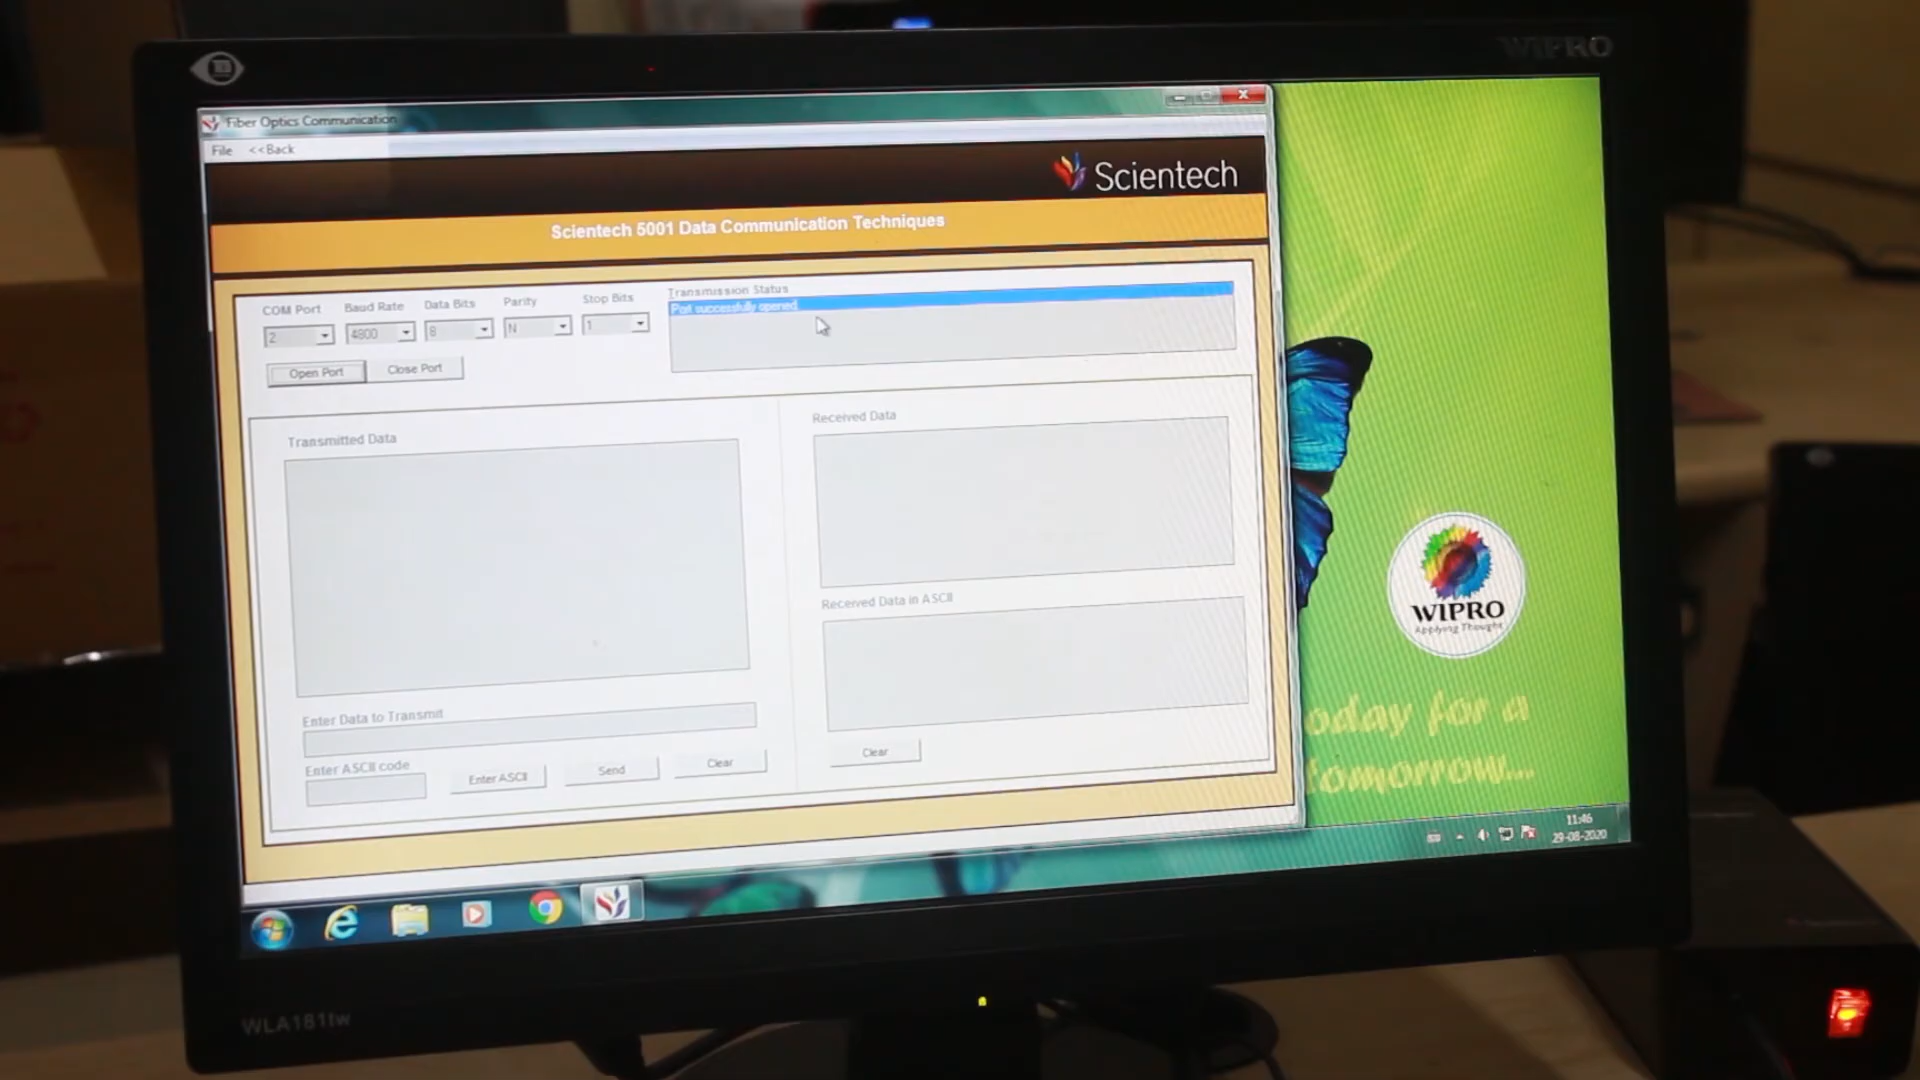 WIPRO
Fiber Optics Communication
File <<Back
Scientech
Scientech 5001 Data Communication Techniques
COM Port Baud Rate Data Bits Parity Stop Bits
2 4800 8 N 1
Open Port Close Port
Transmission Status
Port successfully opened
Transmitted Data
Received Data
Received Data in ASCII
Enter Data to Transmit
Enter ASCII code
Enter ASCII Send Clear
Clear
WIPRO
Applying Thought
oday for a
tomorrow...
11:46
29-08-2020
WLA181tw